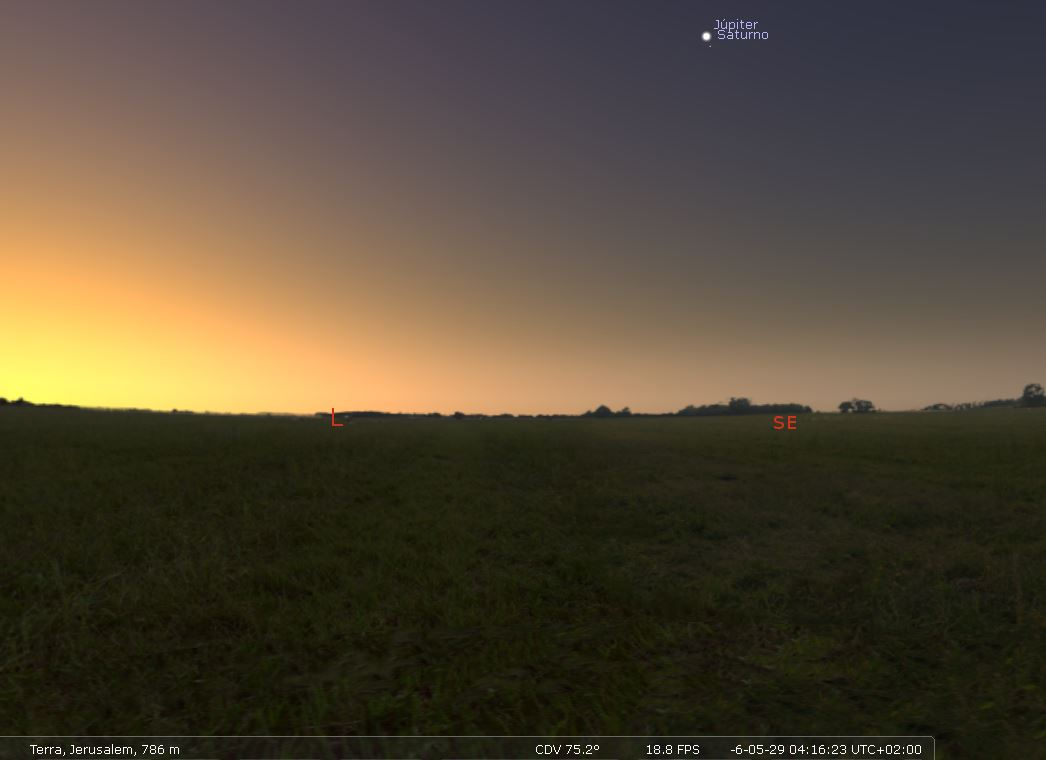 Júpiter
Saturno
L
SE
Terra, Jerusalem, 786 m CDV 75.2º 18.8 FPS -6-05-29 04:16:23 UTC+02:00